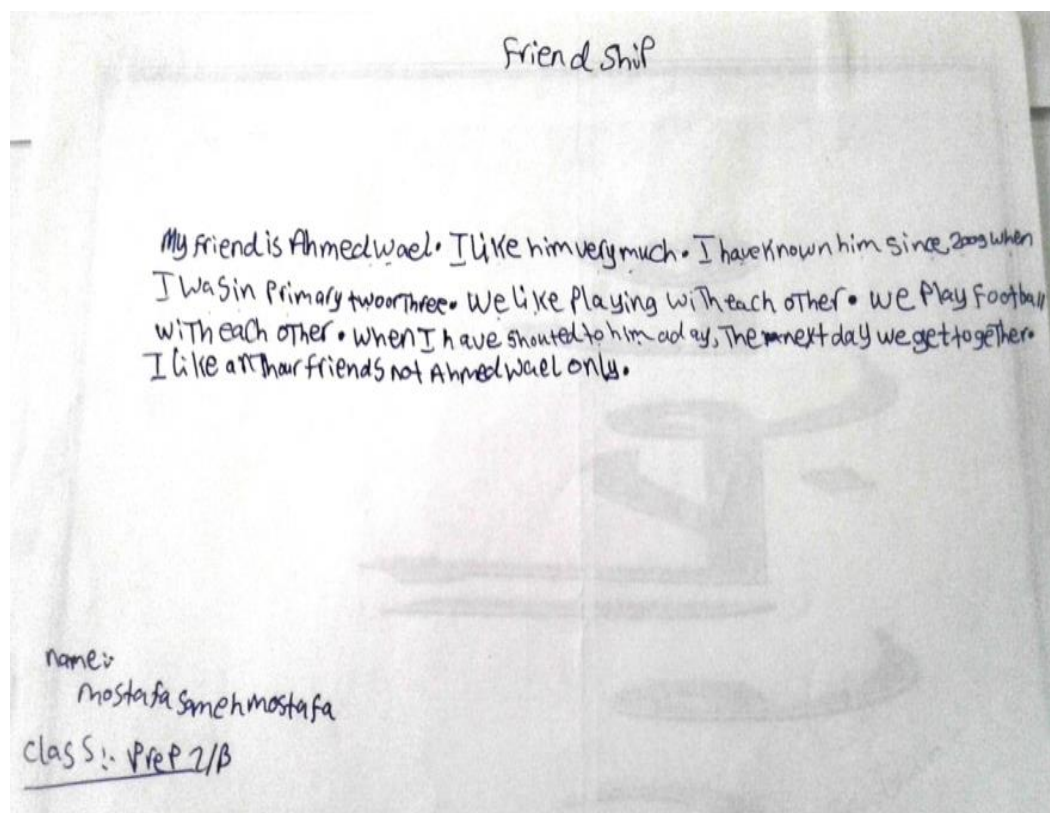 Friendship
My friend is Ahmed wael. I like him very much. I have known him since, 2009 when
I was in primary two or Three. We like playing with each other. we play football
with each other. when I have shouted to him a day, The next day we get together.
I like all friends not Ahmed wael only.
name:
mostafa sameh mostafa
class: Prep 2/B